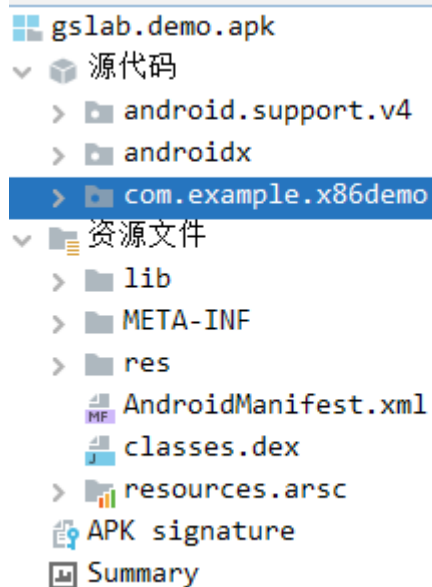 gslab.demo.apk
源代码
android.support.v4
androidx
com.example.x86demo
资源文件
lib
META-INF
res
MF AndroidManifest.xml
J classes.dex
resources.arsc
APK signature
Summary